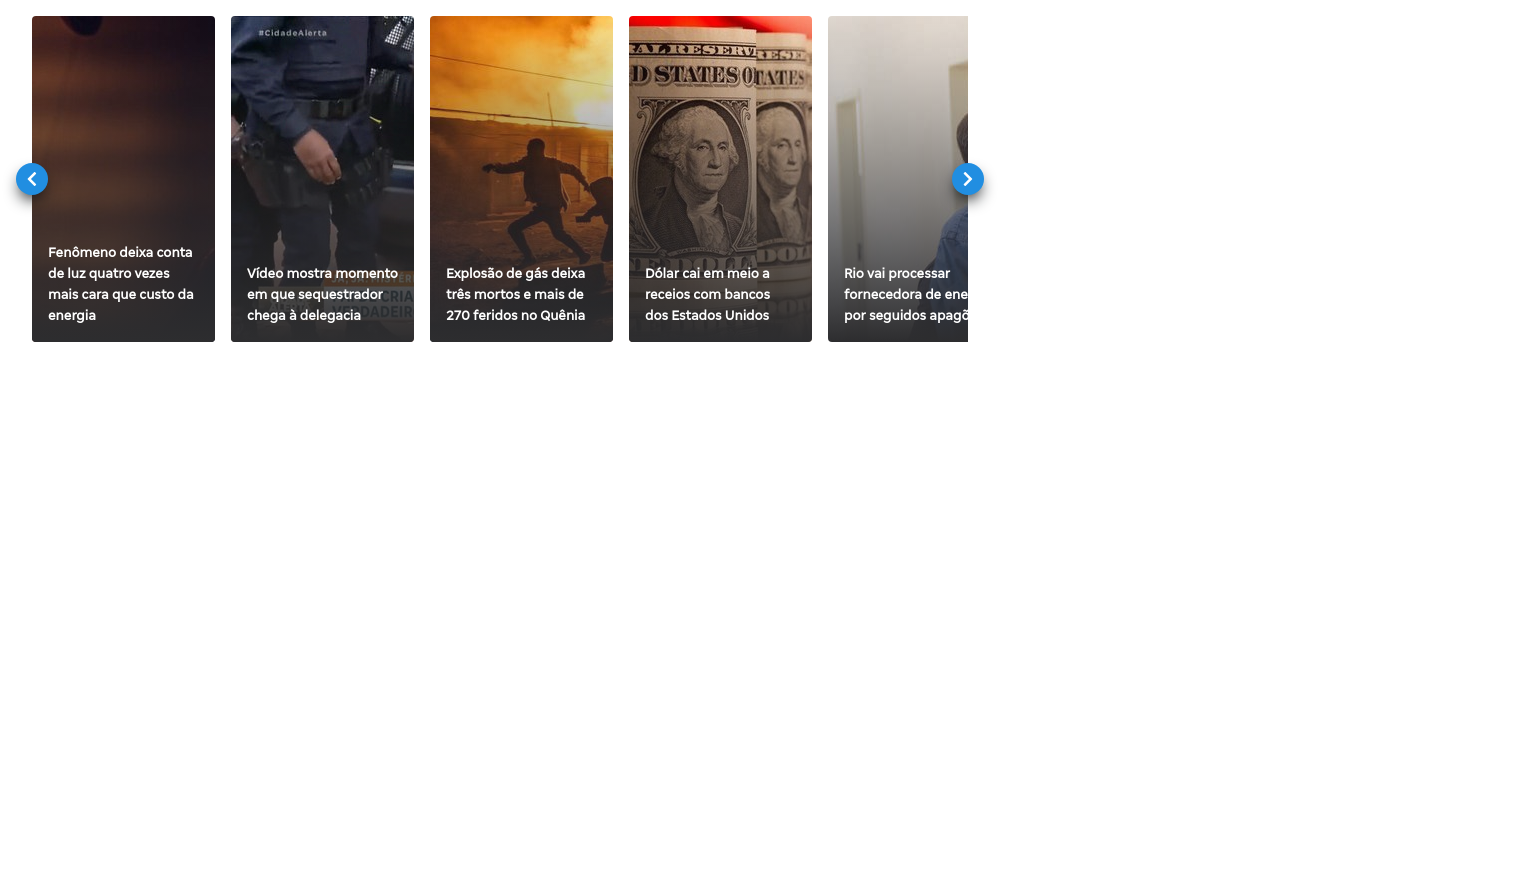 Fenômeno deixa conta
de luz quatro vezes
mais cara que custo da
energia
#CidadeAlerta
Vídeo mostra momento
em que sequestrador
chega à delegacia
Explosão de gás deixa
três mortos e mais de
270 feridos no Quênia
D STATES O
Dólar cai em meio a
receios com bancos
dos Estados Unidos
Rio vai processar
fornecedora de ene
por seguidos apagõ